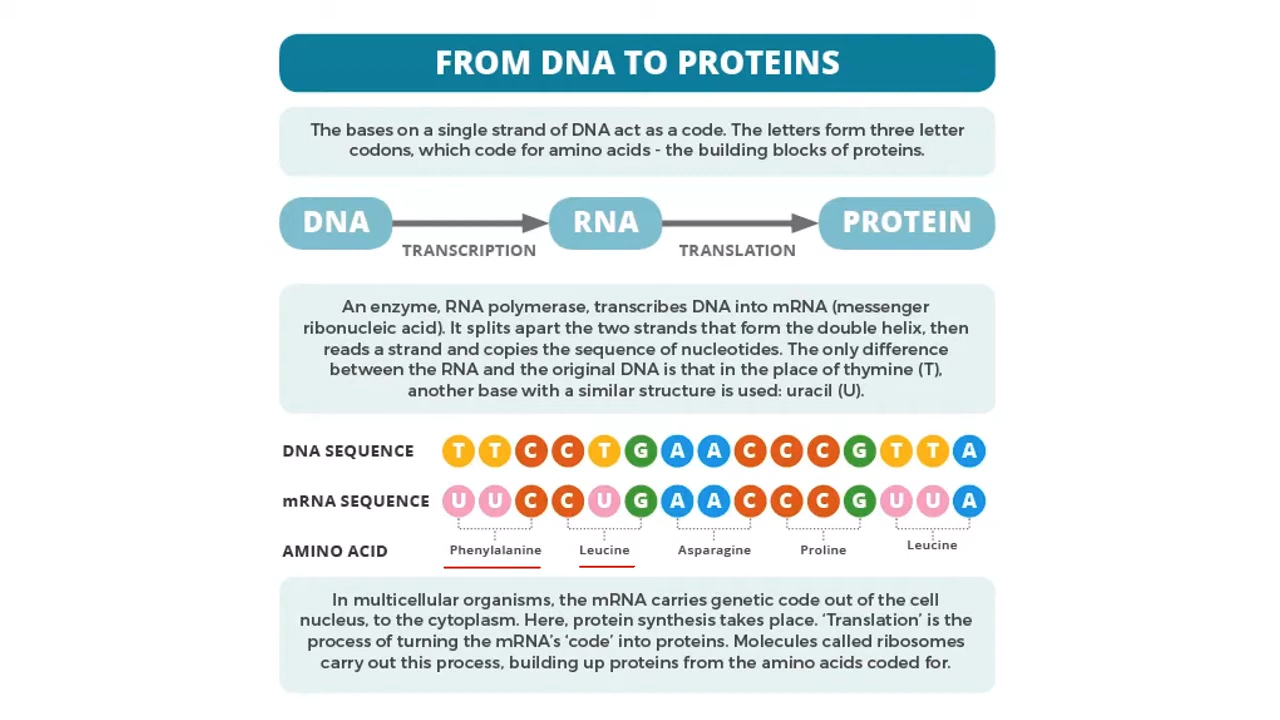 FROM DNA TO PROTEINS
The bases on a single strand of DNA act as a code. The letters form three letter
codons, which code for amino acids - the building blocks of proteins.
DNA
TRANSCRIPTION
RNA
TRANSLATION
PROTEIN
An enzyme, RNA polymerase, transcribes DNA into mRNA (messenger
ribonucleic acid). It splits apart the two strands that form the double helix, then
reads a strand and copies the sequence of nucleotides. The only difference
between the RNA and the original DNA is that in the place of thymine (T),
another base with a similar structure is used: uracil (U).
DNA SEQUENCE T T C C T G A A C C C G T T A
mRNA SEQUENCE U U C C U G A A C C C G U U A
AMINO ACID Phenylalanine Leucine Asparagine Proline Leucine
In multicellular organisms, the mRNA carries genetic code out of the cell
nucleus, to the cytoplasm. Here, protein synthesis takes place. ‘Translation’ is the
process of turning the mRNA’s ‘code’ into proteins. Molecules called ribosomes
carry out this process, building up proteins from the amino acids coded for.